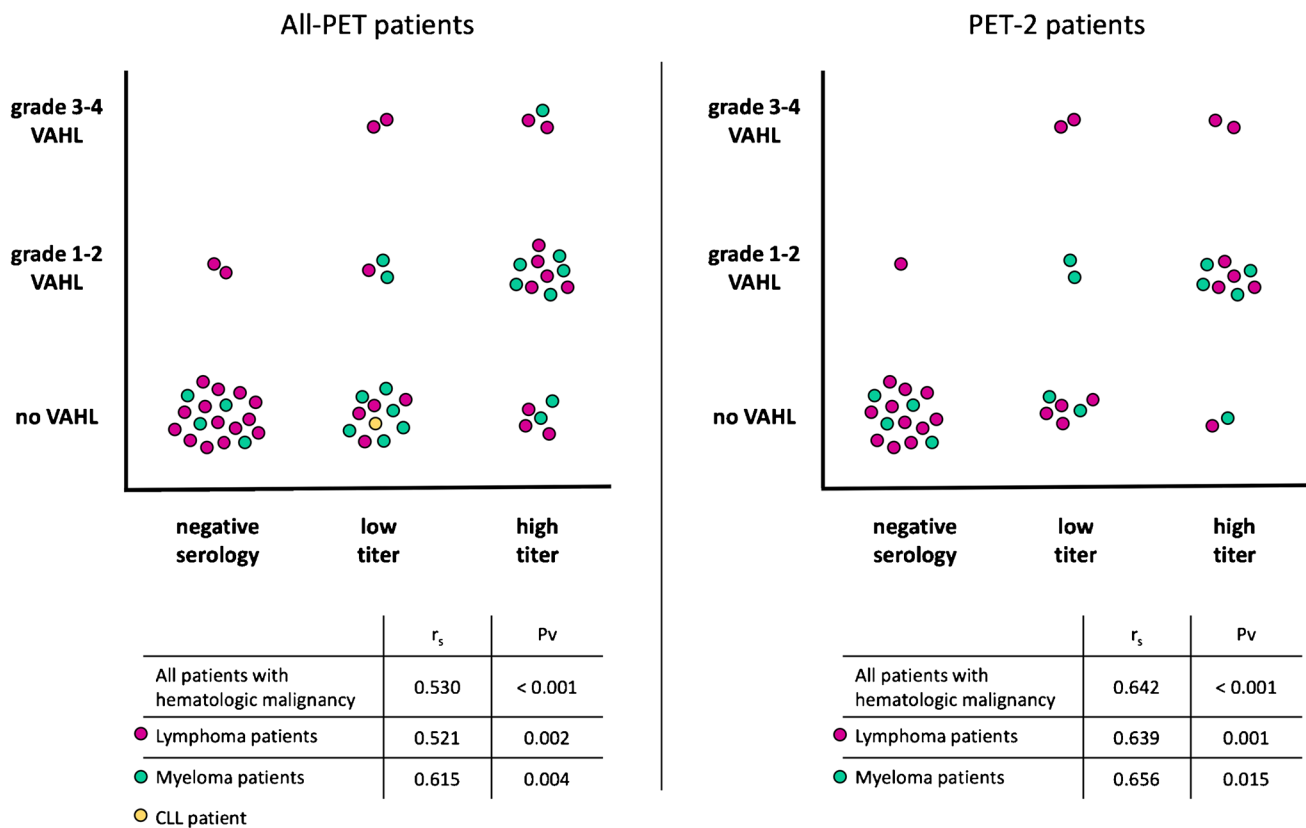 All-PET patients
grade 3-4
VAHL
grade 1-2
VAHL
no VAHL
negative
serology
low
titer
high
titer
rs
Pv
All patients with
hematologic malignancy
0.530
< 0.001
Lymphoma patients
0.521
0.002
Myeloma patients
0.615
0.004
CLL patient
PET-2 patients
grade 3-4
VAHL
grade 1-2
VAHL
no VAHL
negative
serology
low
titer
high
titer
rs
Pv
All patients with
hematologic malignancy
0.642
< 0.001
Lymphoma patients
0.639
0.001
Myeloma patients
0.656
0.015